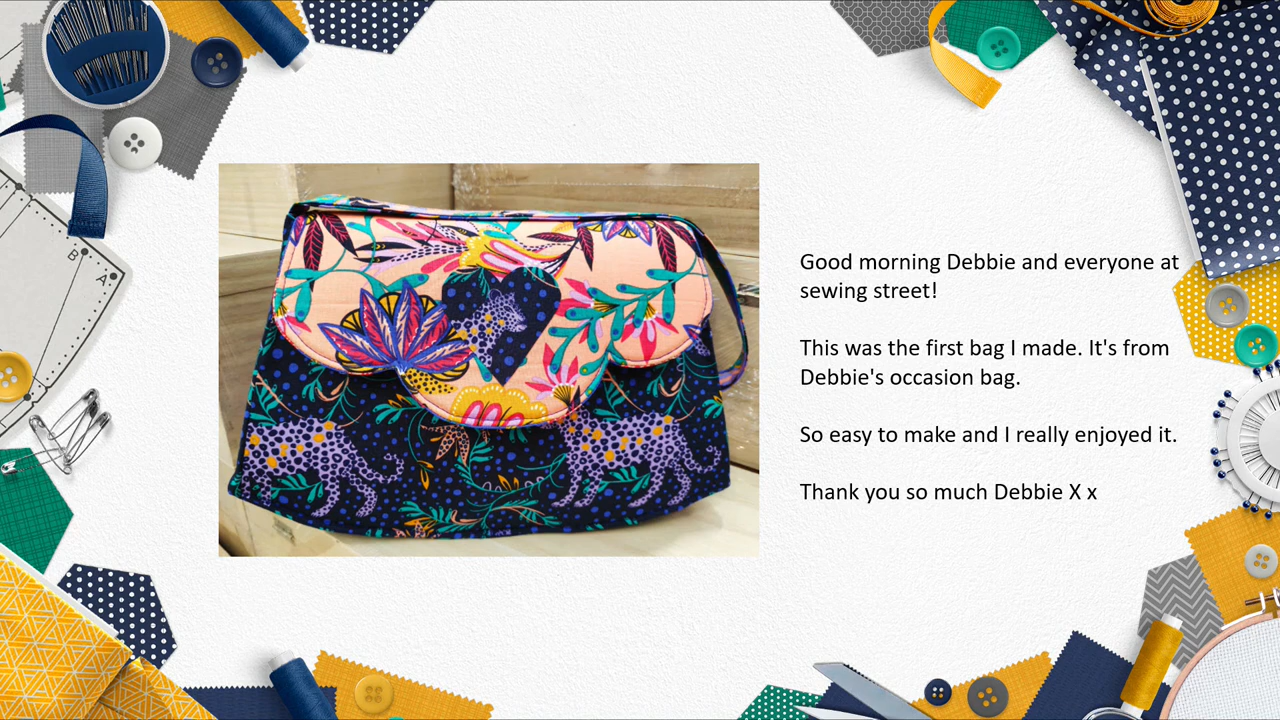 Good morning Debbie and everyone at
sewing street!
This was the first bag I made. It's from
Debbie's occasion bag.
So easy to make and I really enjoyed it.
Thank you so much Debbie X x
B
A